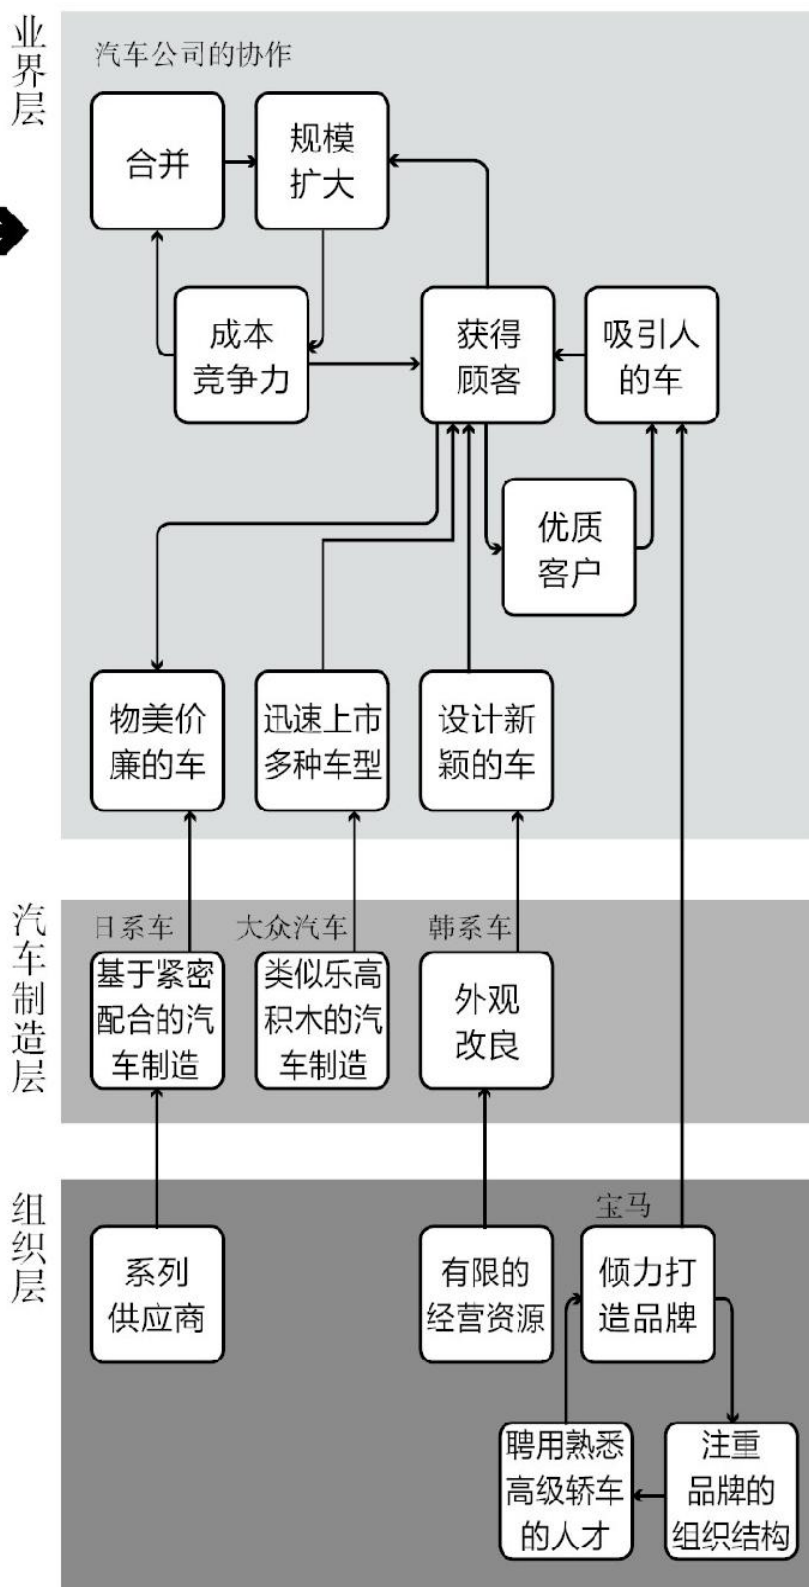 业界层
汽车公司的协作
合并
规模
扩大
成本
竞争力
获得
顾客
吸引人
的车
优质
客户
物美价
廉的车
迅速上市
多种车型
设计新
颖的车
汽车制造层
日系车
大众汽车
韩系车
基于紧密
配合的汽
车制造
类似乐高
积木的汽
车制造
外观
改良
组织层
宝马
系列
供应商
有限的
经营资源
倾力打
造品牌
聘用熟悉
高级轿车
的人才
注重
品牌的
组织结构